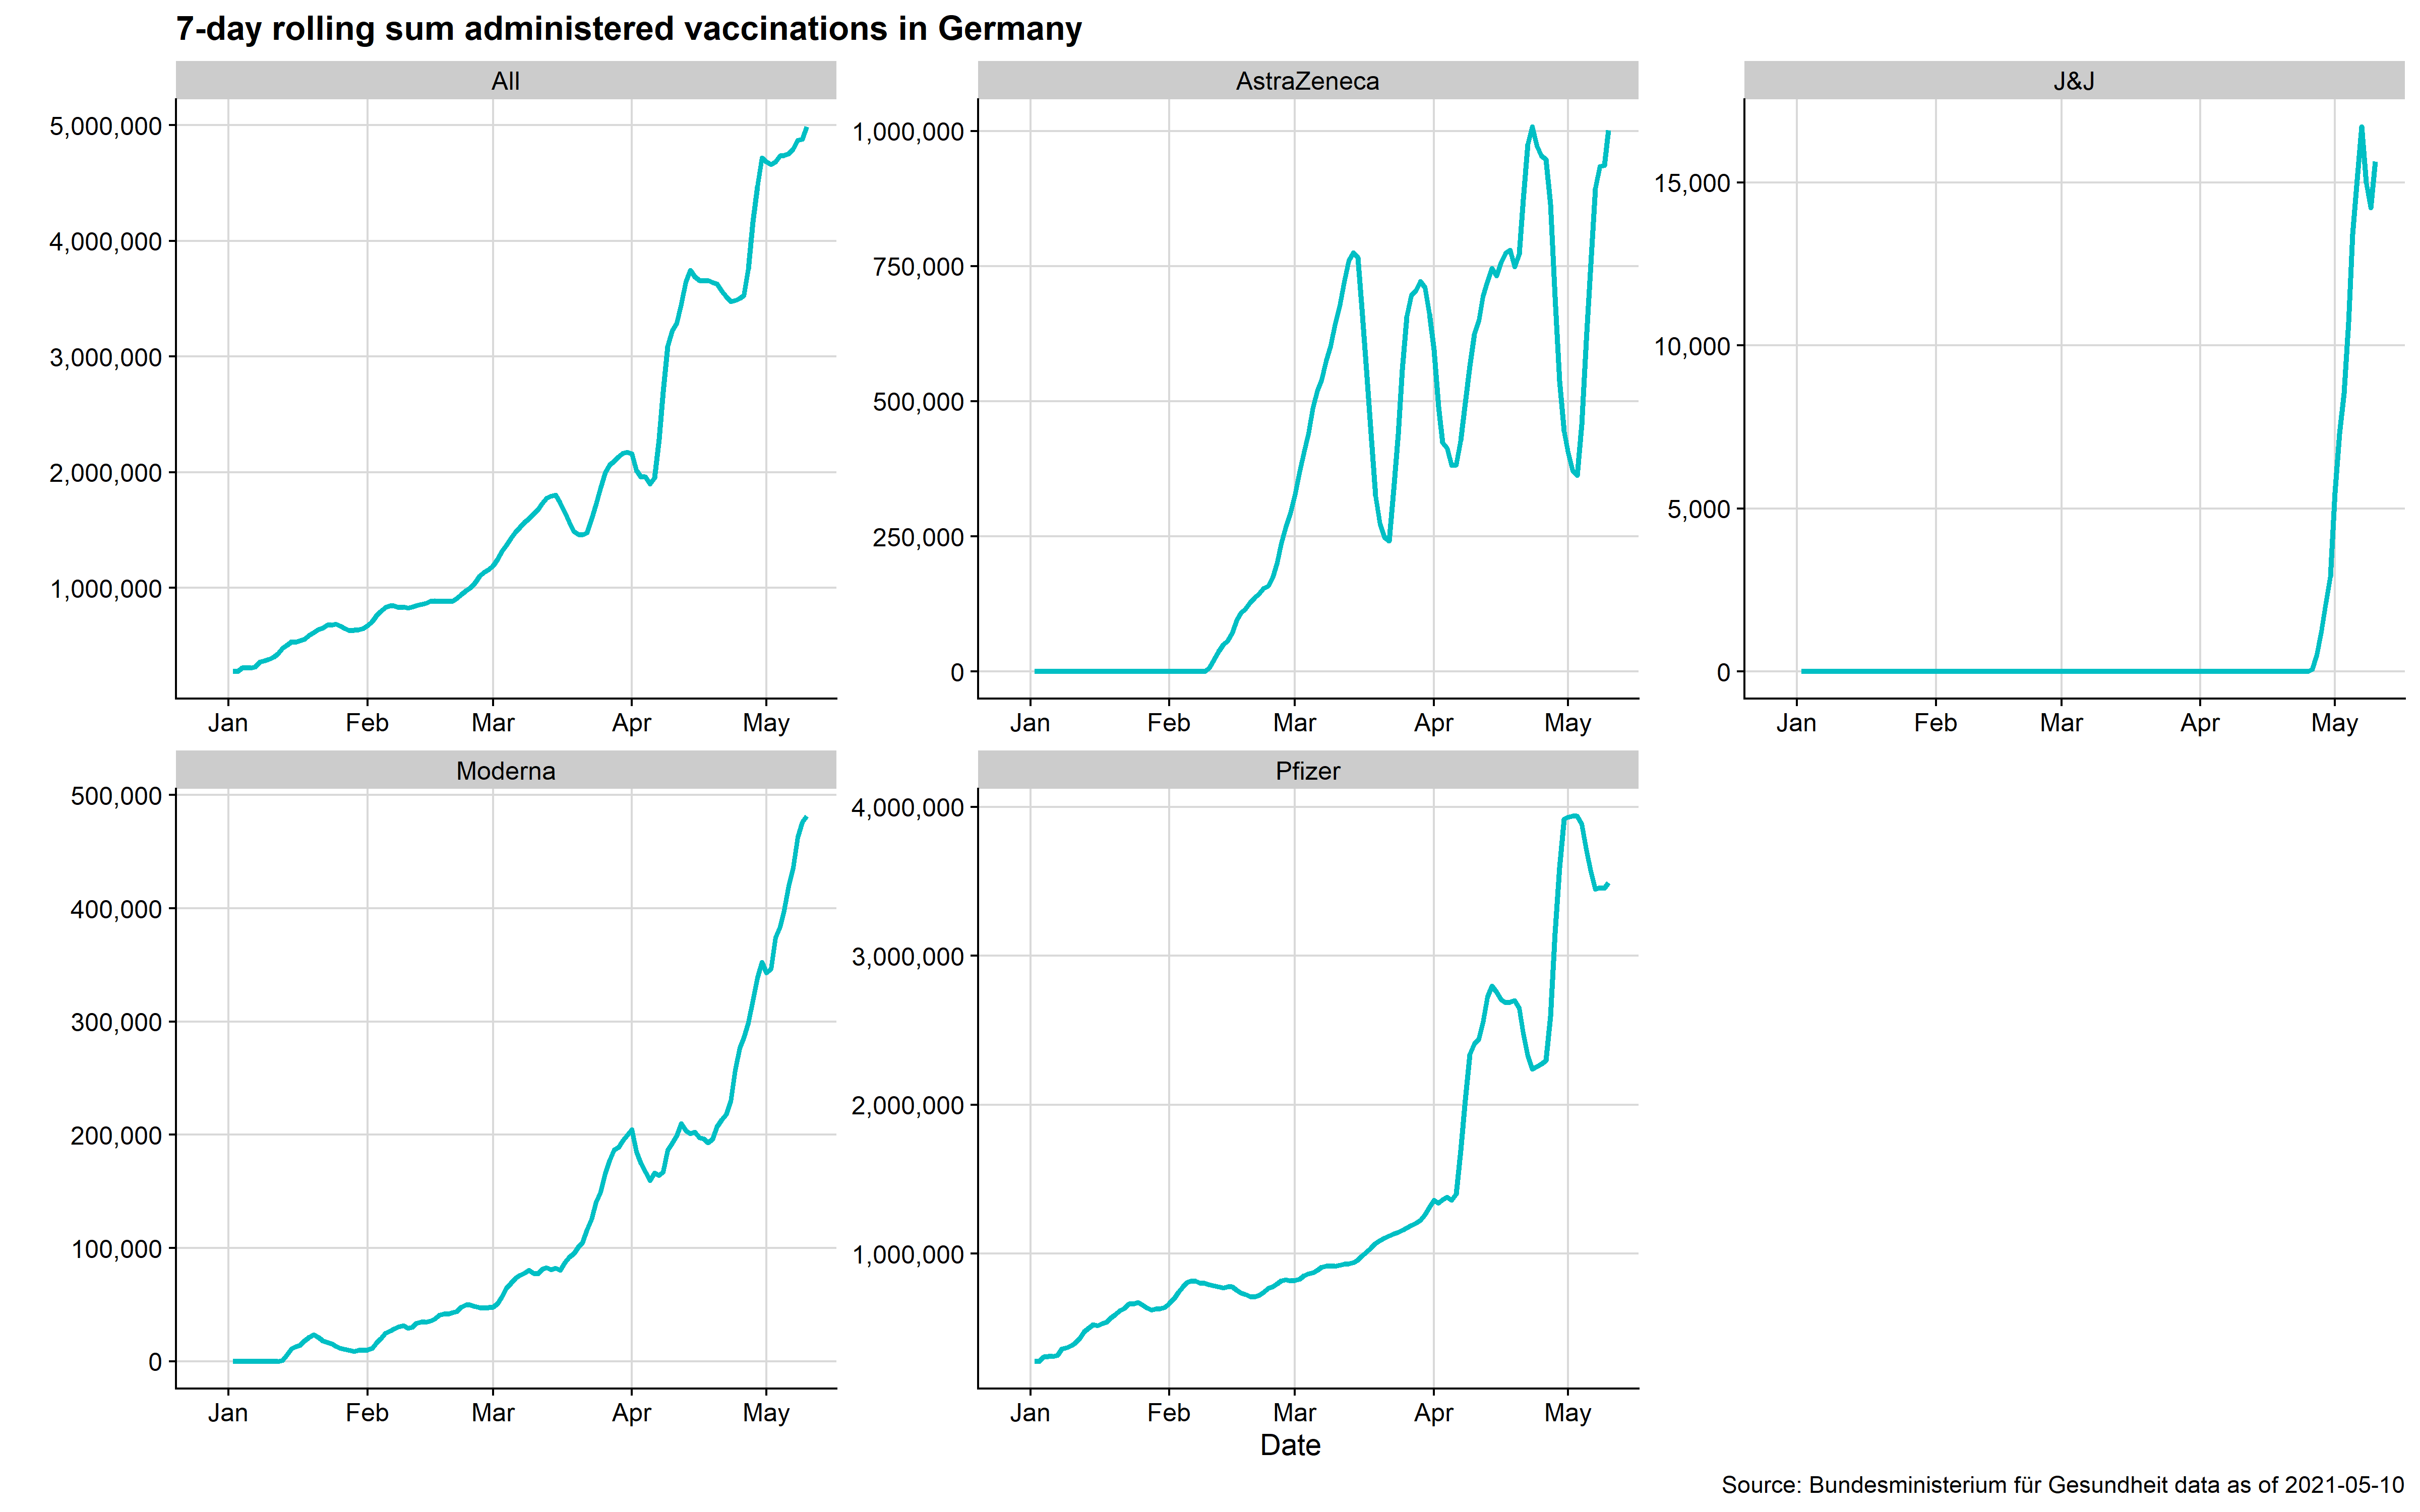 7-day rolling sum administered vaccinations in Germany
All
AstraZeneca
J&J
5,000,000
4,000,000
3,000,000
2,000,000
1,000,000
1,000,000
750,000
500,000
250,000
0
15,000
10,000
5,000
0
Jan Feb Mar Apr May
Jan Feb Mar Apr May
Jan Feb Mar Apr May
Moderna
Pfizer
500,000
400,000
300,000
200,000
100,000
0
4,000,000
3,000,000
2,000,000
1,000,000
Jan Feb Mar Apr May
Jan Feb Mar Apr May
Date
Source: Bundesministerium für Gesundheit data as of 2021-05-10